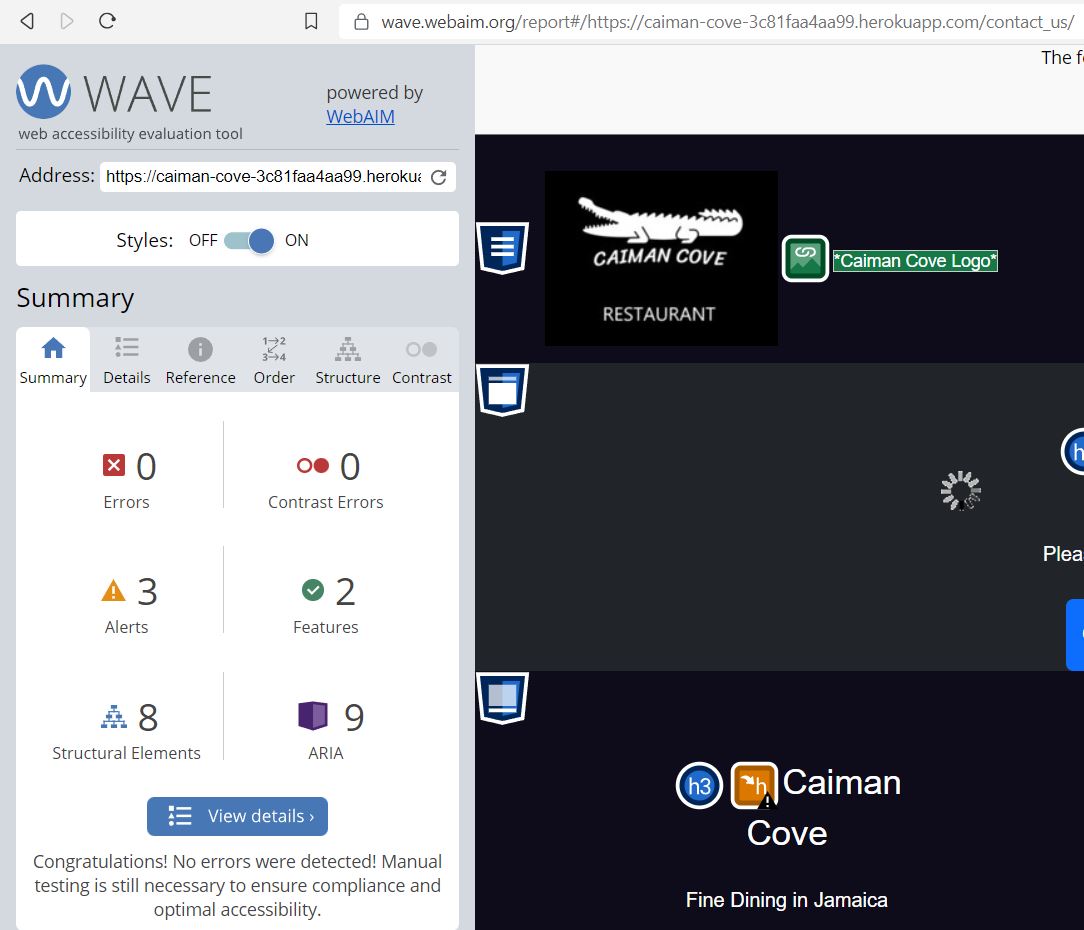 wave.webaim.org/report#/https://caiman-cove-3c81faa4aa99.herokuapp.com/contact_us/
WAVE
powered by
WebAIM
web accessibility evaluation tool
Address: https://caiman-cove-3c81faa4aa99.heroku
Styles: OFF ON
Summary
Summary Details Reference Order Structure Contrast
0
Errors
0
Contrast Errors
3
Alerts
2
Features
8
Structural Elements
9
ARIA
View details ›
Congratulations! No errors were detected! Manual
testing is still necessary to ensure compliance and
optimal accessibility.
The
CAIMAN COVE
RESTAURANT
*Caiman Cove Logo*
Plea
h3 h Caiman
Cove
Fine Dining in Jamaica